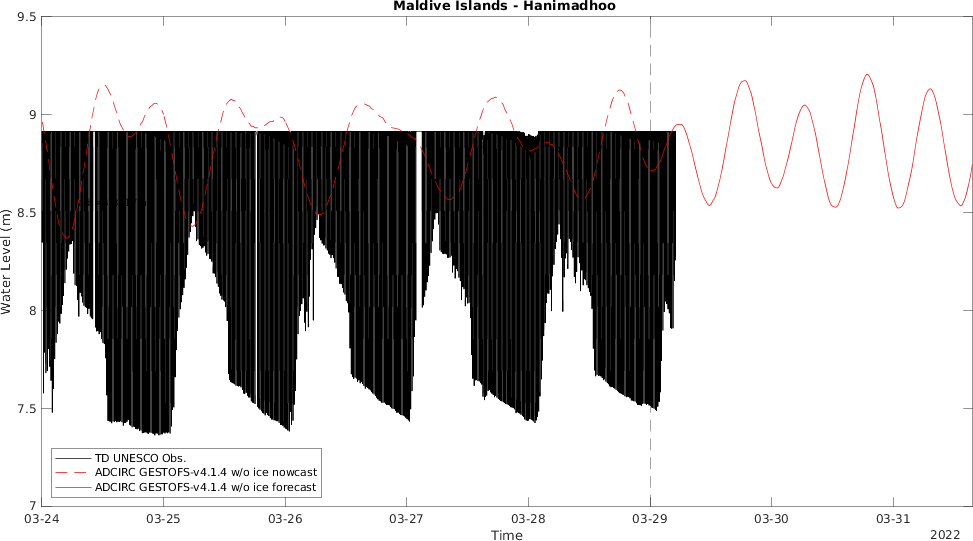 Maldive Islands - Hanimadhoo
Water Level (m)
9.5
9
8.5
8
7.5
7
TD UNESCO Obs.
ADCIRC GESTOFS-v4.1.4 w/o ice nowcast
ADCIRC GESTOFS-v4.1.4 w/o ice forecast
03-24
03-25
03-26
03-27
03-28
03-29
03-30
03-31
Time
2022